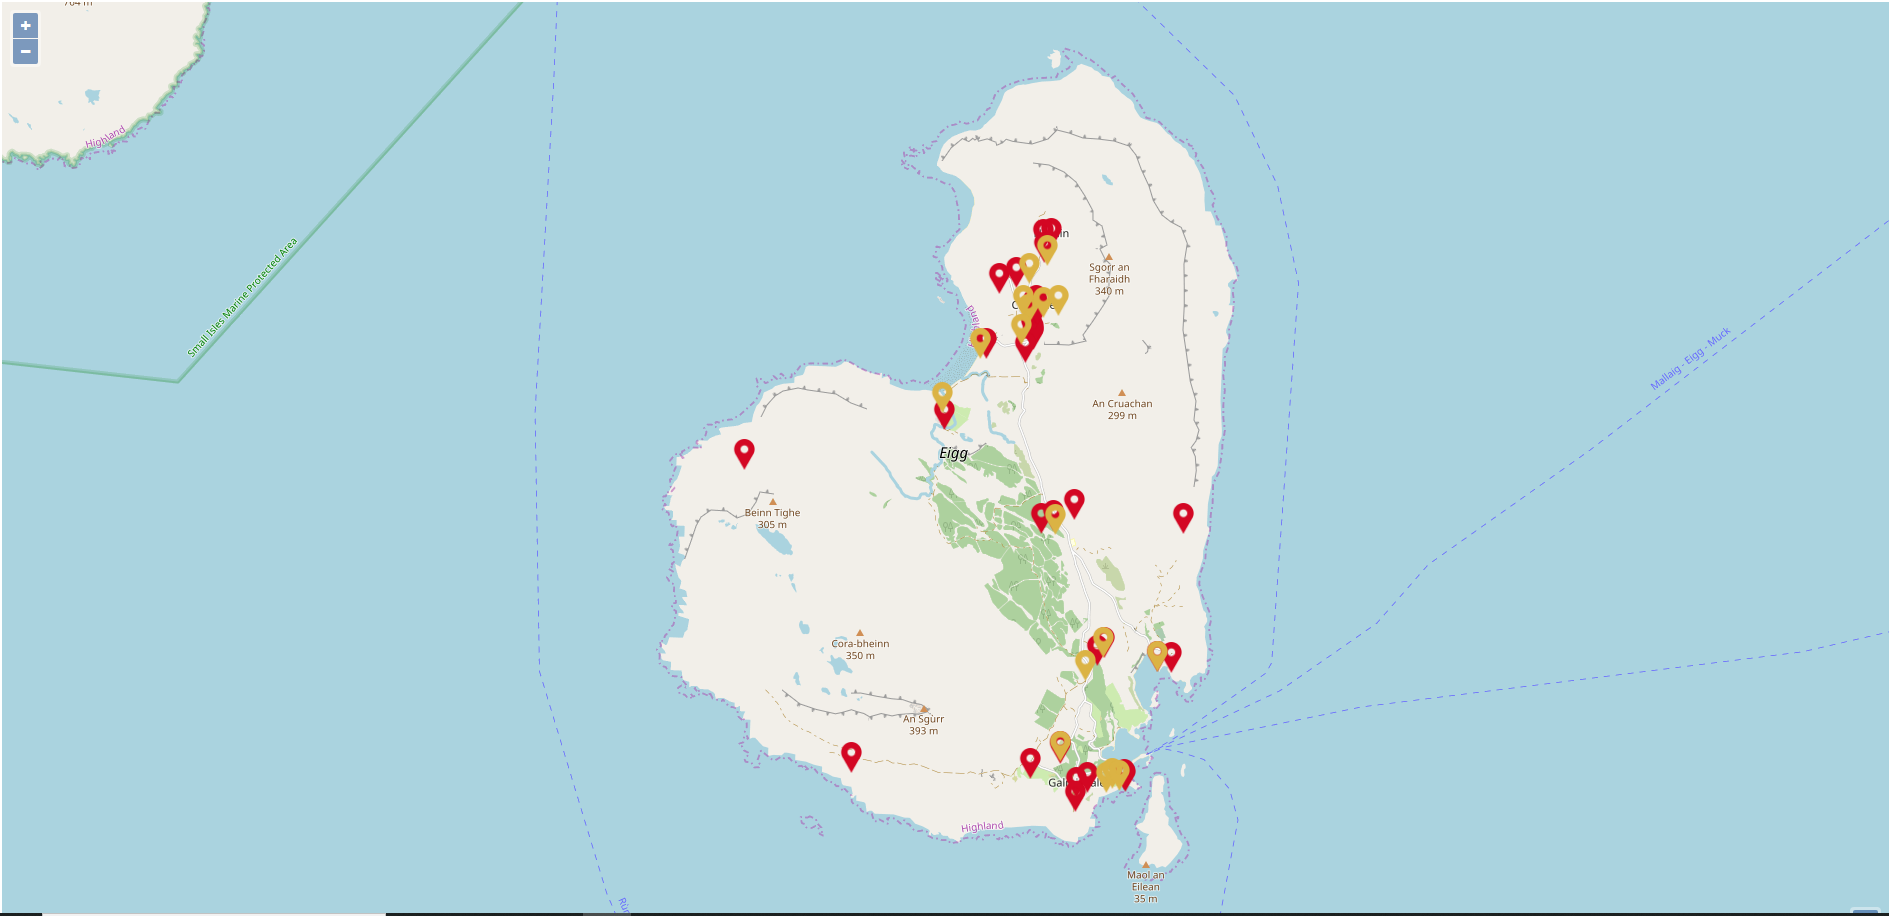 764 m
+
−
Highland
Small Isles Marine Protected Area
Sgorr an
Fharaidh
340 m
Mallaig - Eigg - Muck
An Cruachan
299 m
Eigg
Beinn Tighe
305 m
Cora-bheinn
350 m
An Sgùrr
393 m
Highland
Maol an
Eilean
35 m